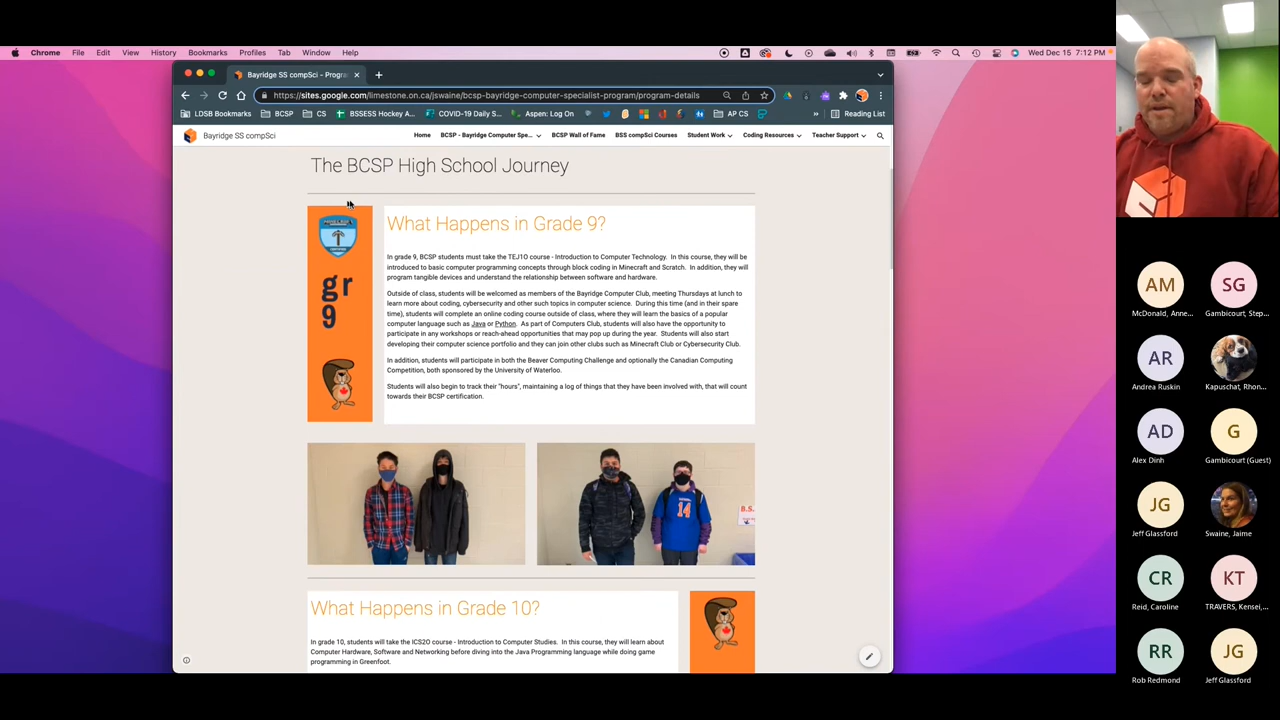 Chrome File Edit View History Bookmarks Profiles Tab Window Help
Wed Dec 15 7:12 PM
Bayridge SS compSci - Progra
https://sites.google.com/limestone.on.ca/jswaine/bcsp-bayridge-computer-specialist-program/program-details
LDSB Bookmarks BCSP CS BSSESS Hockey A... COVID-19 Daily S... Aspen: Log On AP CS » Reading List
Bayridge SS compSci Home BCSP - Bayridge Computer Spe... BCSP Wall of Fame BSS compSci Courses Student Work Coding Resources Teacher Support
The BCSP High School Journey
gr
9
What Happens in Grade 9?
In grade 9, BCSP students must take the TEJ1O course - Introduction to Computer Technology. In this course, they will be
introduced to basic computer programming concepts through block coding in Minecraft and Scratch. In addition, they will
program tangible devices and understand the relationship between software and hardware.
Outside of class, students will be welcomed as members of the Bayridge Computer Club, meeting Thursdays at lunch to
learn more about coding, cybersecurity and other such topics in computer science. During this time (and in their spare
time), students will complete an online coding course outside of class, where they will learn the basics of a popular
computer language such as Java or Python. As part of Computers Club, students will also have the opportunity to
participate in any workshops or reach-ahead opportunities that may pop up during the year. Students will also start
developing their computer science portfolio and they can join other clubs such as Minecraft Club or Cybersecurity Club.
In addition, students will participate in both the Beaver Computing Challenge and optionally the Canadian Computing
Competition, both sponsored by the University of Waterloo.
Students will also begin to track their "hours", maintaining a log of things that they have been involved with, that will count
towards their BCSP certification.
14
B.S.
What Happens in Grade 10?
In grade 10, students will take the ICS2O course - Introduction to Computer Studies. In this course, they will learn about
Computer Hardware, Software and Networking before diving into the Java Programming language while doing game
programming in Greenfoot.
AM
McDonald, Anne...
SG
Gambicourt, Step...
AR
Andrea Ruskin
Kapuschat, Rhon...
AD
Alex Dinh
G
Gambicourt (Guest)
JG
Jeff Glassford
Swaine, Jaime
CR
Reid, Caroline
KT
TRAVERS, Kensei,...
RR
Rob Redmond
JG
Jeff Glassford